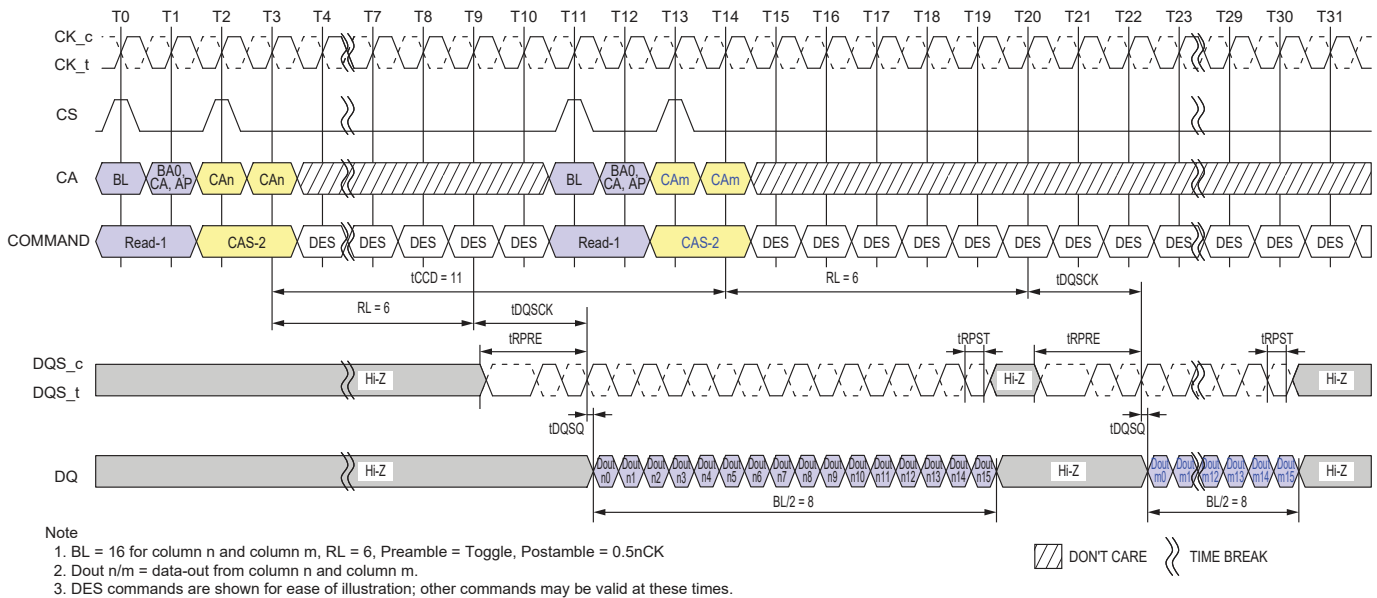 T0 T1 T2 T3 T4 T7 T8 T9 T10 T11 T12 T13 T14 T15 T16 T17 T18 T19 T20 T21 T22 T23 T29 T30 T31
CK_c
CK_t
CS
CA BL BA0, CA, AP CAn CAn BL BA0, CA, AP CAm CAm
COMMAND Read-1 CAS-2 DES DES DES DES DES Read-1 CAS-2 DES DES DES DES DES DES DES DES DES DES DES DES
tCCD = 11 RL = 6 tDQSCK
RL = 6 tDQSCK
tRPRE tRPST tRPRE tRPST
DQS_c
DQS_t
Hi-Z Hi-Z Hi-Z
tDQSQ tDQSQ
DQ Hi-Z Dout n0 Dout n1 Dout n2 Dout n3 Dout n4 Dout n5 Dout n6 Dout n7 Dout n8 Dout n9 Dout n10 Dout n11 Dout n12 Dout n13 Dout n14 Dout n15 Hi-Z Dout m0 Dout m1 Dout m12 Dout m13 Dout m14 Dout m15 Hi-Z
BL/2 = 8 BL/2 = 8
Note
1. BL = 16 for column n and column m, RL = 6, Preamble = Toggle, Postamble = 0.5nCK
2. Dout n/m = data-out from column n and column m.
3. DES commands are shown for ease of illustration; other commands may be valid at these times.
DON'T CARE TIME BREAK